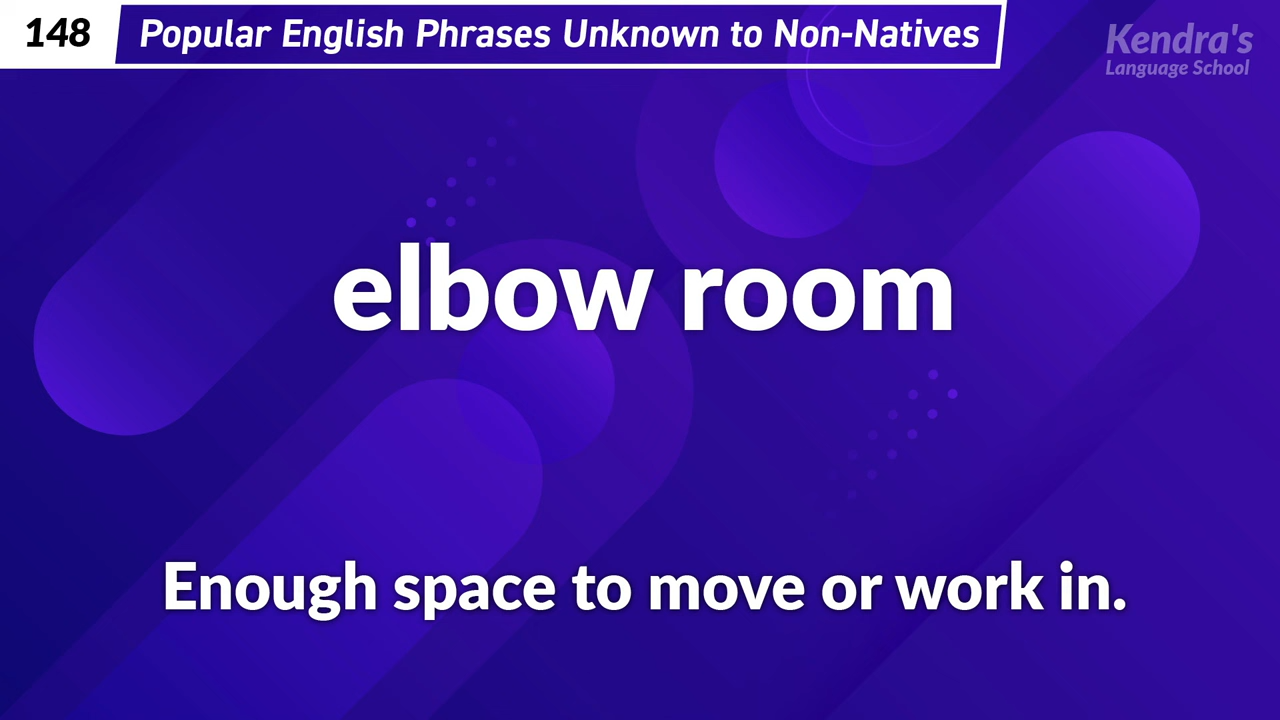 148
Popular English Phrases Unknown to Non-Natives
Kendra's
Language School
elbow room
Enough space to move or work in.